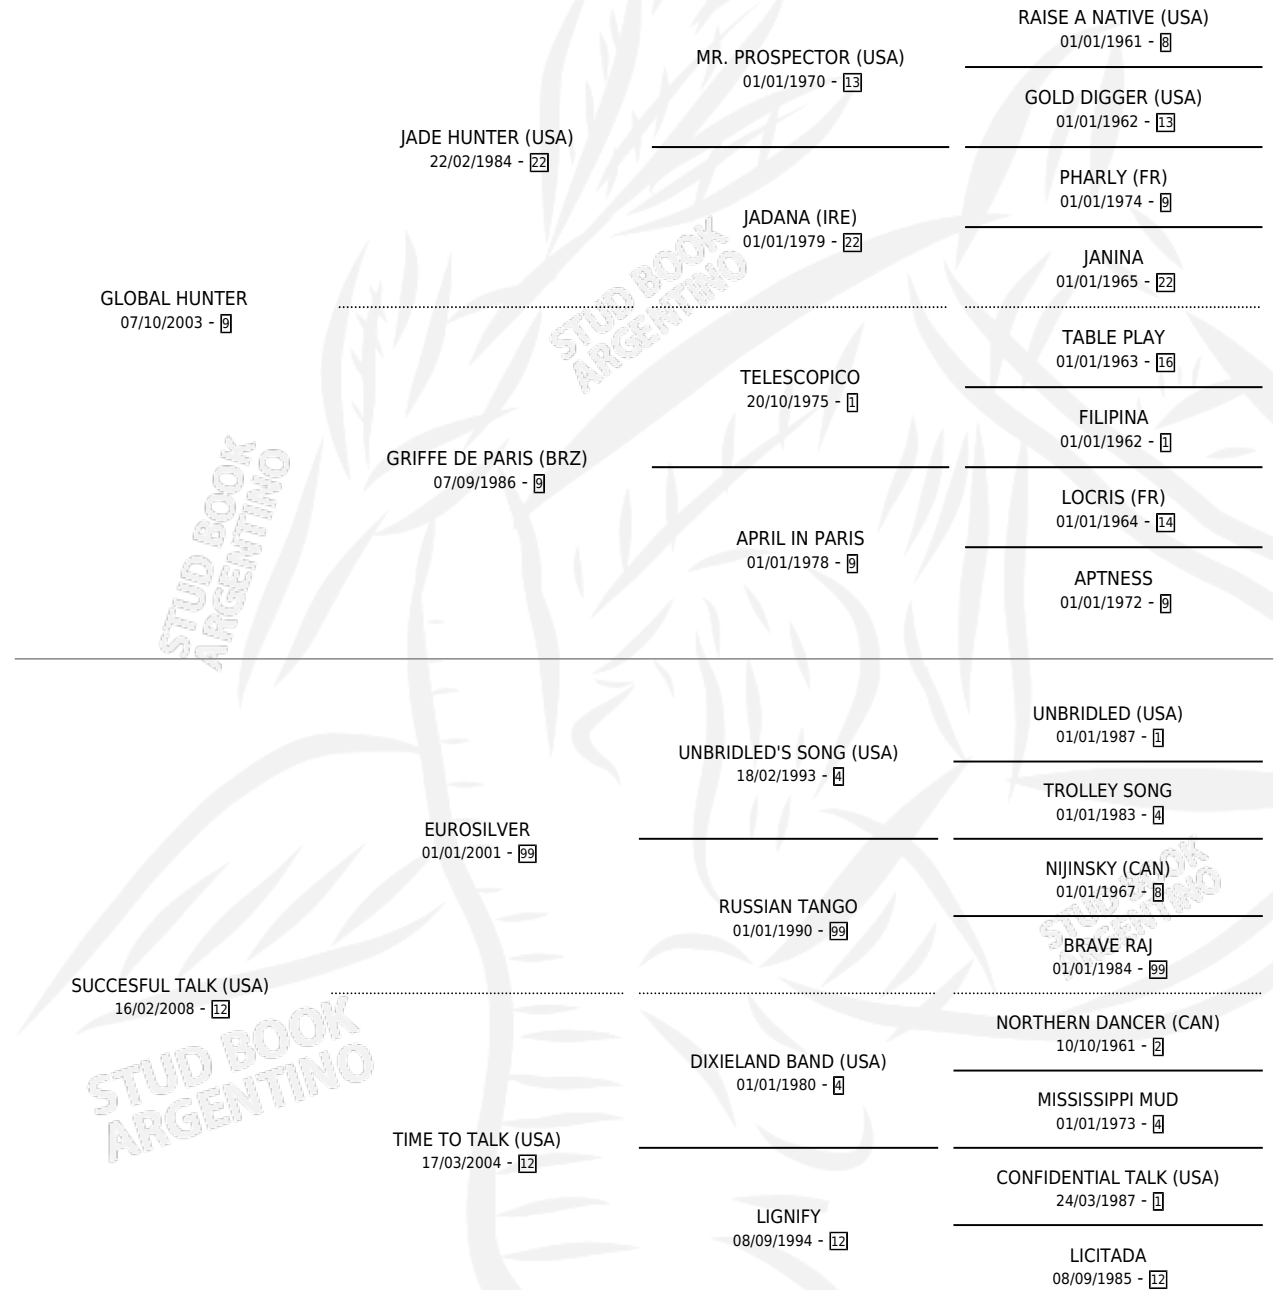 RAISE A NATIVE (USA)
01/01/1961 - 8
MR. PROSPECTOR (USA)
01/01/1970 - 13
GOLD DIGGER (USA)
01/01/1962 - 13
JADE HUNTER (USA)
22/02/1984 - 22
PHARLY (FR)
01/01/1974 - 9
JADANA (IRE)
01/01/1979 - 22
JANINA
01/01/1965 - 22
STUD BOOK
ARGENTINO
GLOBAL HUNTER
07/10/2003 - 9
TABLE PLAY
01/01/1963 - 16
TELESCOPICO
20/10/1975 - 1
FILIPINA
01/01/1962 - 1
GRIFFE DE PARIS (BRZ)
07/09/1986 - 9
LOCRIS (FR)
01/01/1964 - 14
APRIL IN PARIS
01/01/1978 - 9
APTNESS
01/01/1972 - 9
STUD BOOK
ARGENTINO
UNBRIDLED (USA)
01/01/1987 - 1
UNBRIDLED'S SONG (USA)
18/02/1993 - 4
TROLLEY SONG
01/01/1983 - 4
EUROSILVER
01/01/2001 - 99
NIJINSKY (CAN)
01/01/1967 - 8
RUSSIAN TANGO
01/01/1990 - 99
BRAVE RAJ
01/01/1984 - 99
STUD BOOK
ARGENTINO
SUCCESFUL TALK (USA)
16/02/2008 - 12
NORTHERN DANCER (CAN)
10/10/1961 - 2
DIXIELAND BAND (USA)
01/01/1980 - 4
MISSISSIPPI MUD
01/01/1973 - 4
STUD BOOK
ARGENTINO
TIME TO TALK (USA)
17/03/2004 - 12
CONFIDENTIAL TALK (USA)
24/03/1987 - 1
LIGNIFY
08/09/1994 - 12
LICITADA
08/09/1985 - 12